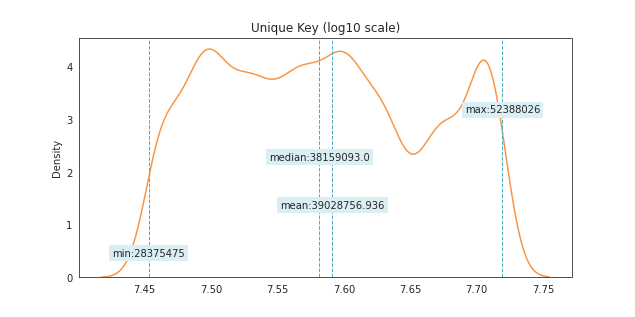 Unique Key (log10 scale)
Density
4
3
2
1
0
max:52388026
median:38159093.0
mean:39028756.936
min:28375475
7.45
7.50
7.55
7.60
7.65
7.70
7.75